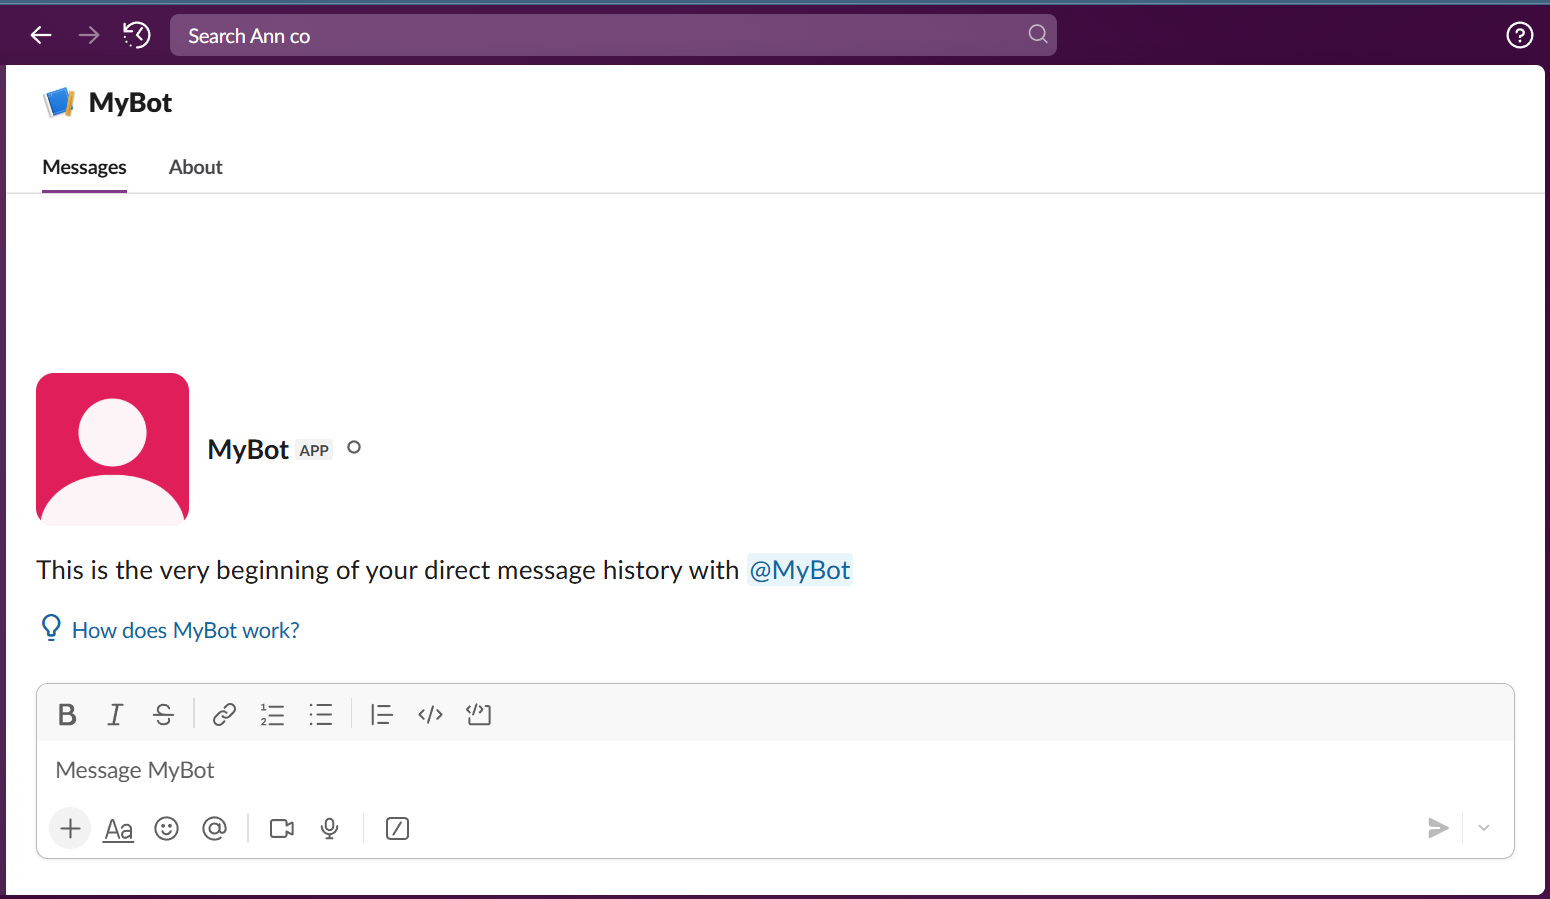 Search Ann co
MyBot
Messages About
MyBot APP
This is the very beginning of your direct message history with @MyBot
How does MyBot work?
Message MyBot
Aa